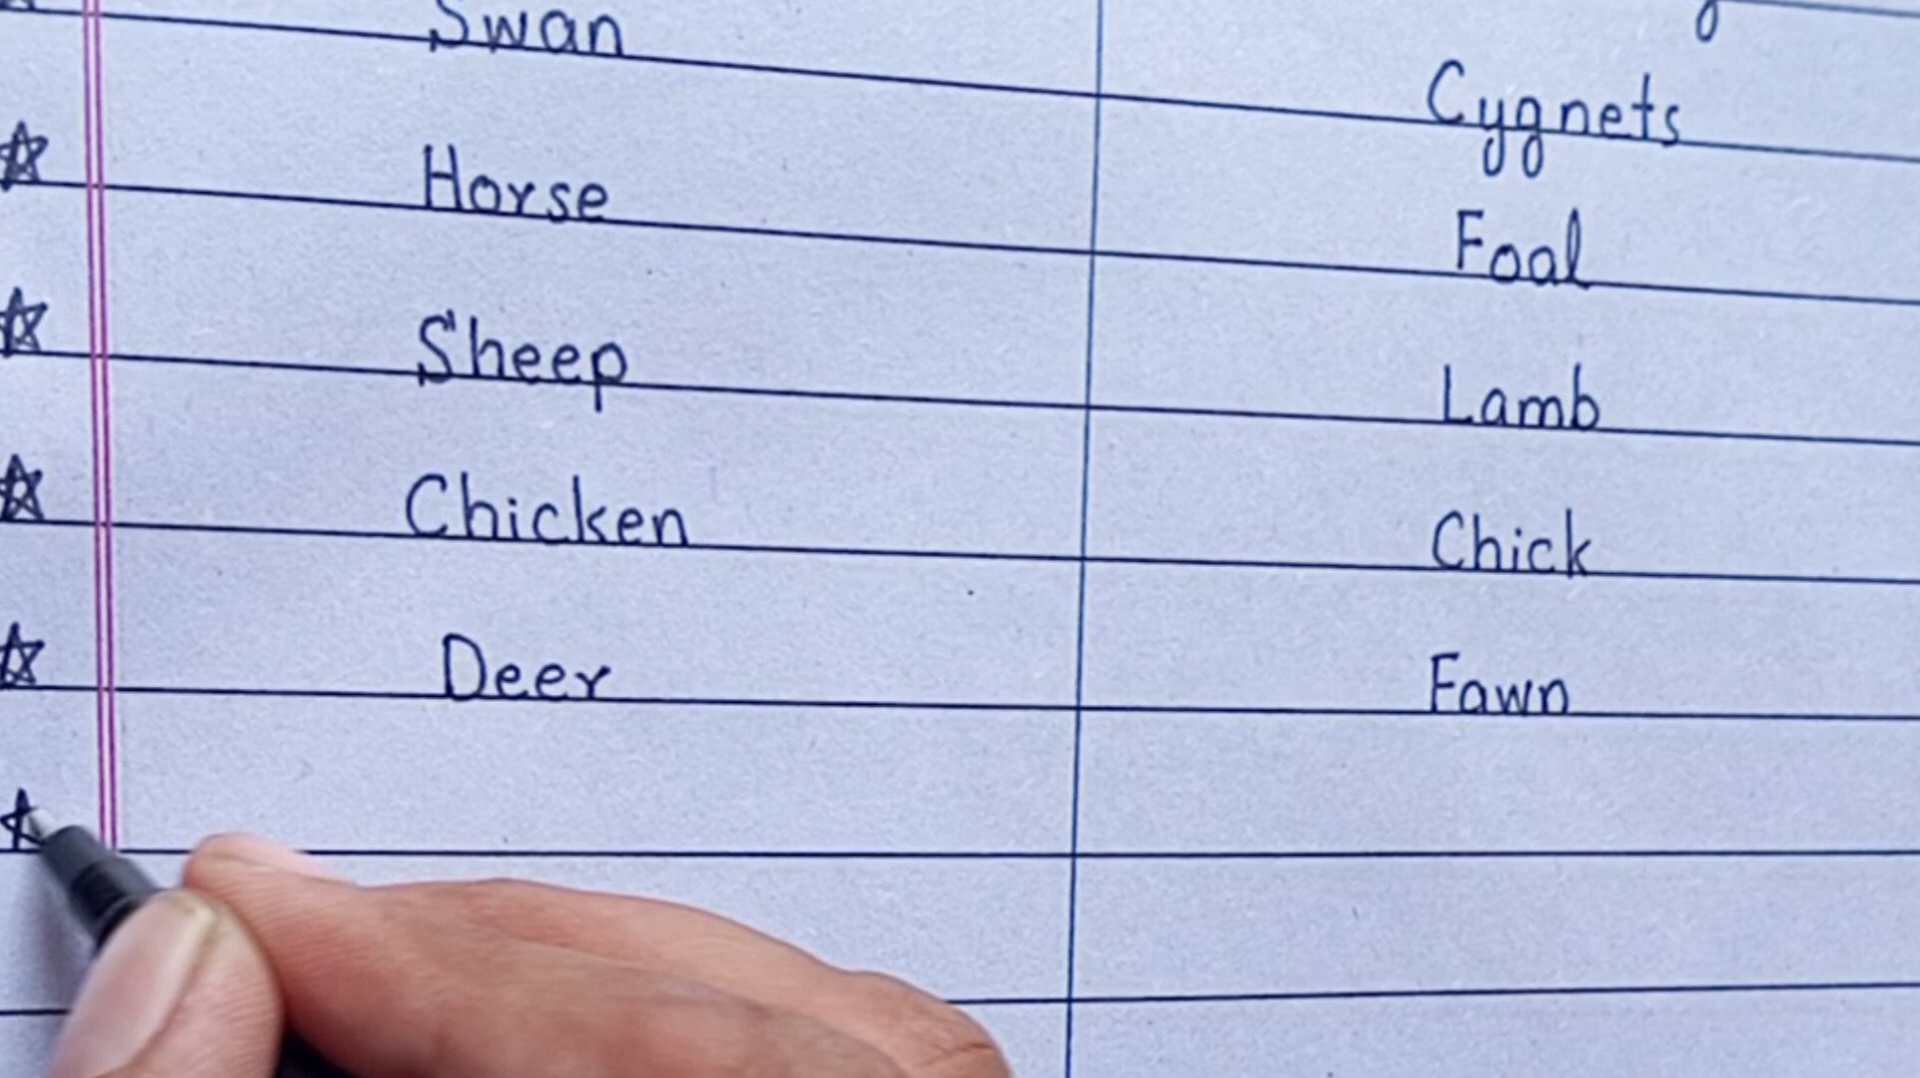 Swan Cygnets
☆ Horse Foal
☆ Sheep Lamb
☆ Chicken Chick
☆ Deer Fawn